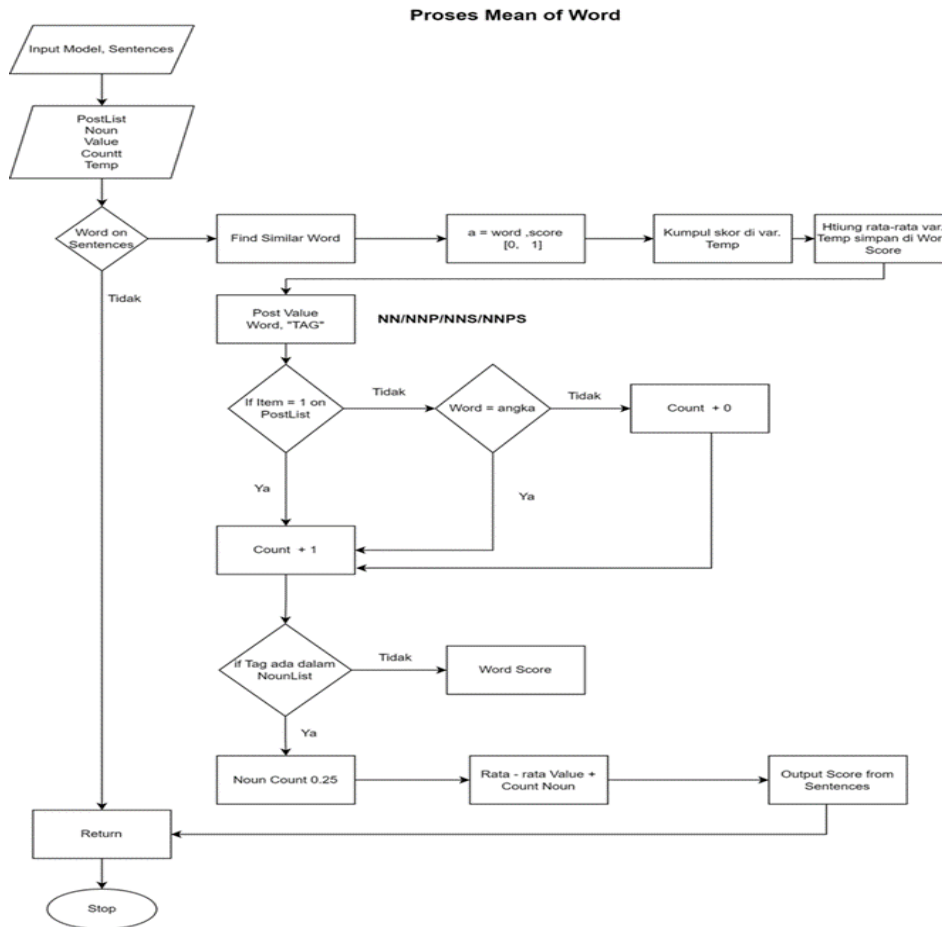 Proses Mean of Word
Input Model, Sentences
PostList
Noun
Value
Countt
Temp
Word on
Sentences
Find Similar Word
a = word ,score
[0, 1]
Kumpul skor di var.
Temp
Htiung rata-rata var.
Temp simpan di Wor
Score
Tidak
Post Value
Word, "TAG"
NN/NNP/NNS/NNPS
If Item = 1 on
PostList
Tidak
Word = angka
Tidak
Count + 0
Ya
Ya
Count + 1
if Tag ada dalam
NounList
Tidak
Word Score
Ya
Noun Count 0.25
Rata - rata Value +
Count Noun
Output Score from
Sentences
Return
Stop